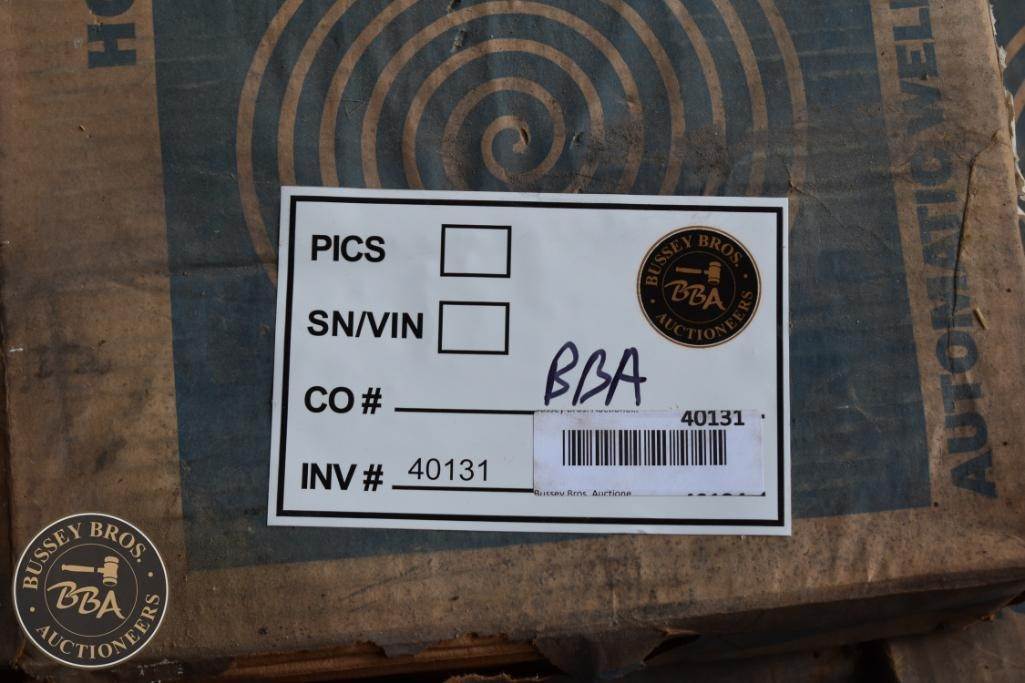 HO
AUTOMATIC WEL
PICS
BUSSEY BROS.
BBA
AUCTIONEERS
SN/VIN
CO # BBA
40131
INV # 40131
Bussey Bros. Auctione
BUSSEY BROS.
BBA
AUCTIONEERS